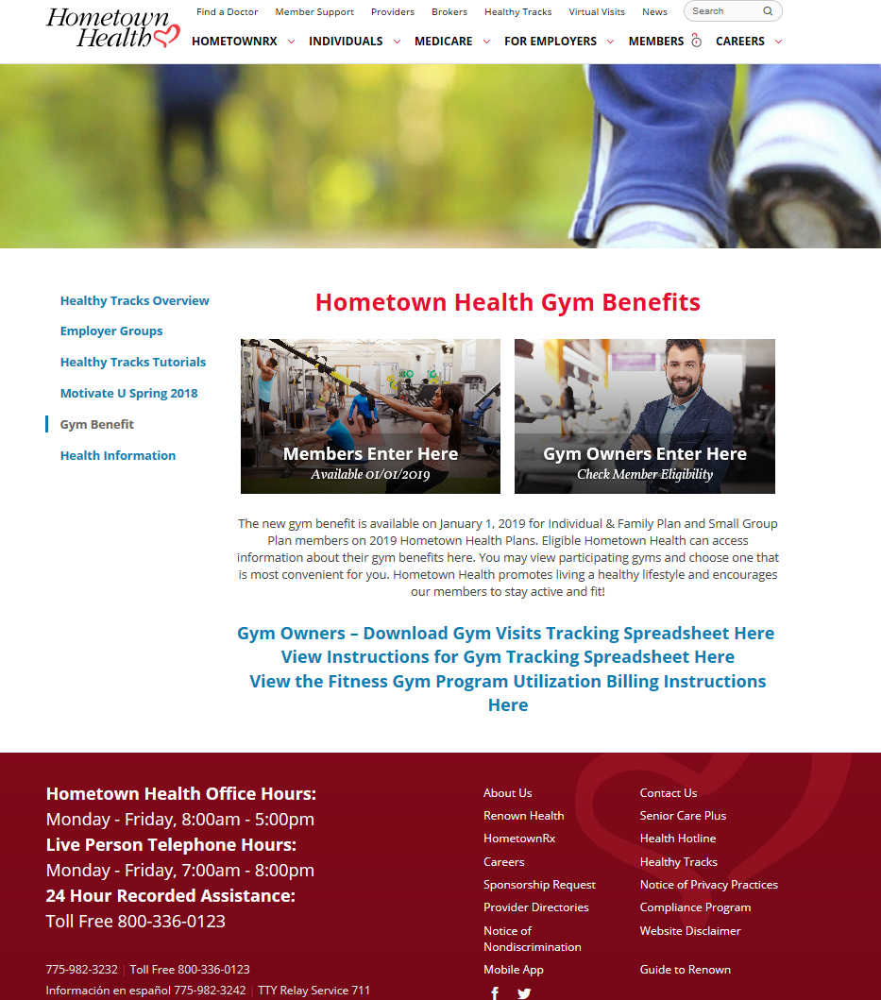 Hometown
Health
Find a Doctor Member Support Providers Brokers Healthy Tracks Virtual Visits News Search
HOMETOWNRX INDIVIDUALS MEDICARE FOR EMPLOYERS MEMBERS CAREERS
Healthy Tracks Overview
Employer Groups
Healthy Tracks Tutorials
Motivate U Spring 2018
Gym Benefit
Health Information
Hometown Health Gym Benefits
Members Enter Here
Available 01/01/2019
Gym Owners Enter Here
Check Member Eligibility
The new gym benefit is available on January 1, 2019 for Individual & Family Plan and Small Group
Plan members on 2019 Hometown Health Plans. Eligible Hometown Health can access
information about their gym benefits here. You may view participating gyms and choose one that
is most convenient for you. Hometown Health promotes living a healthy lifestyle and encourages
our members to stay active and fit!
Gym Owners – Download Gym Visits Tracking Spreadsheet Here
View Instructions for Gym Tracking Spreadsheet Here
View the Fitness Gym Program Utilization Billing Instructions
Here
Hometown Health Office Hours:
Monday - Friday, 8:00am - 5:00pm
Live Person Telephone Hours:
Monday - Friday, 7:00am - 8:00pm
24 Hour Recorded Assistance:
Toll Free 800-336-0123
775-982-3232 | Toll Free 800-336-0123
Información en español 775-982-3242 | TTY Relay Service 711
About Us
Renown Health
HometownRx
Careers
Sponsorship Request
Provider Directories
Notice of
Nondiscrimination
Mobile App
Contact Us
Senior Care Plus
Health Hotline
Healthy Tracks
Notice of Privacy Practices
Compliance Program
Website Disclaimer
Guide to Renown